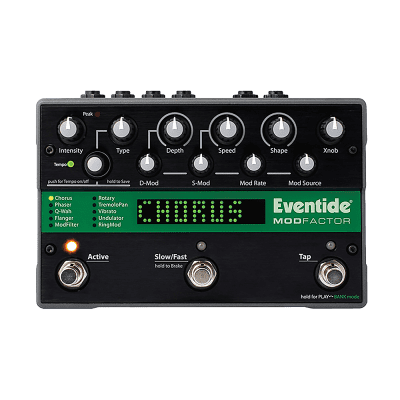 Peak
Intensity Type Depth Speed Shape Xnob
Tempo
push for Tempo on/off hold to Save D-Mod S-Mod Mod Rate Mod Source
Chorus Rotary
Phaser TremoloPan
Q-Wah Vibrato
Flanger Undulator
ModFilter RingMod
CHORUS
Eventide®
MODFACTOR
Active Slow/Fast Tap
hold to Brake
hold for PLAY↔BANK mode